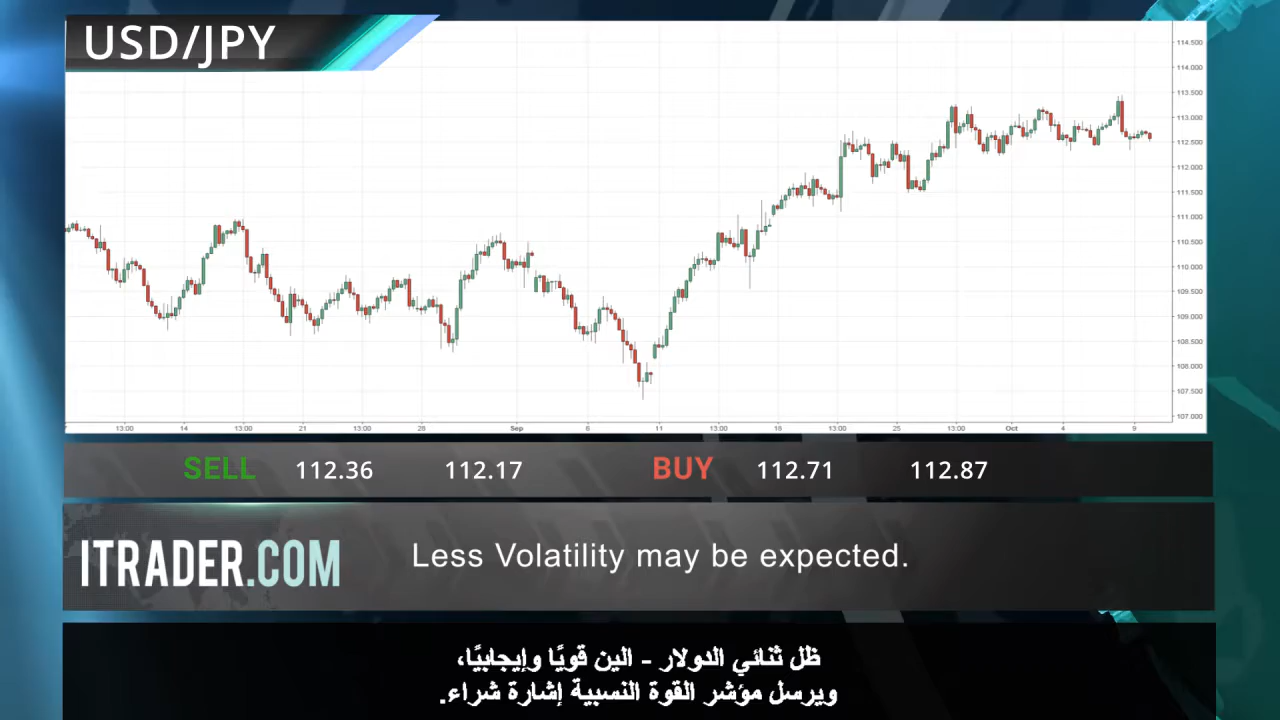 USD/JPY
114.500
114.000
113.500
113.000
112.500
112.000
111.500
111.000
110.500
110.000
109.500
109.000
108.500
108.000
107.500
107.000
13:00 14 13:00 21 13:00 28 Sep 6 11 13:00 18 13:00 25 13:00 Oct 4 9
SELL 112.36 112.17 BUY 112.71 112.87
ITRADER.COM Less Volatility may be expected.
ظل ثنائي الدولار - الين قويًا وإيجابيًا،
ويرسل مؤشر القوة النسبية إشارة شراء.